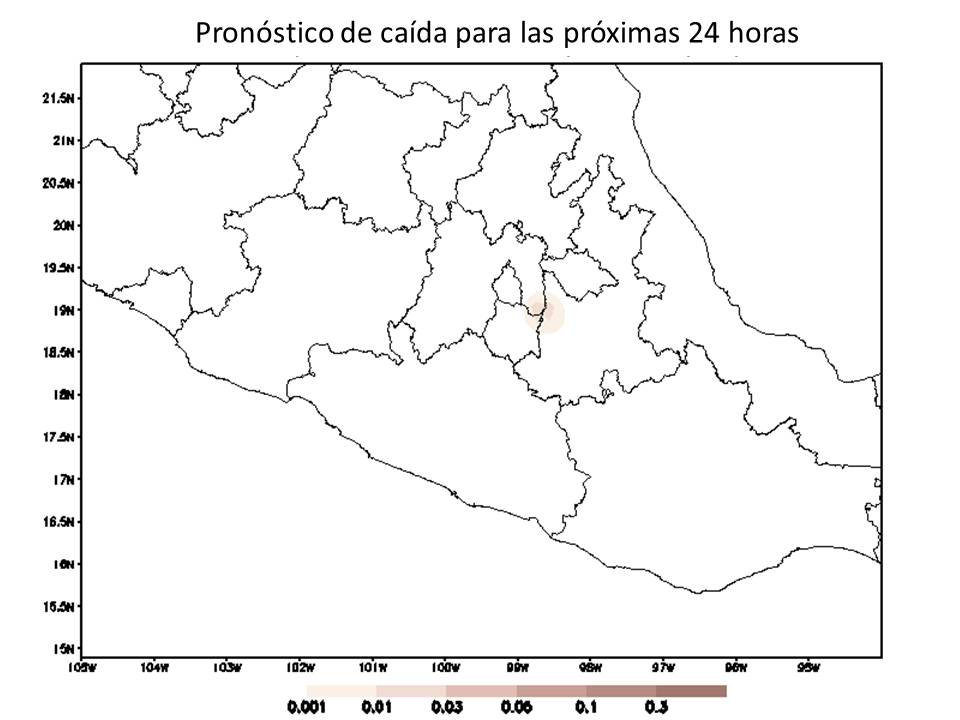 Pronóstico de caída para las próximas 24 horas
21.5N
21N
20.5N
20N
19.5N
19N
18.5N
18N
17.5N
17N
16.5N
16N
15.5N
15N
105W 104W 103W 102W 101W 100W 99W 98W 97W 96W 95W
0.001 0.01 0.03 0.06 0.1 0.3